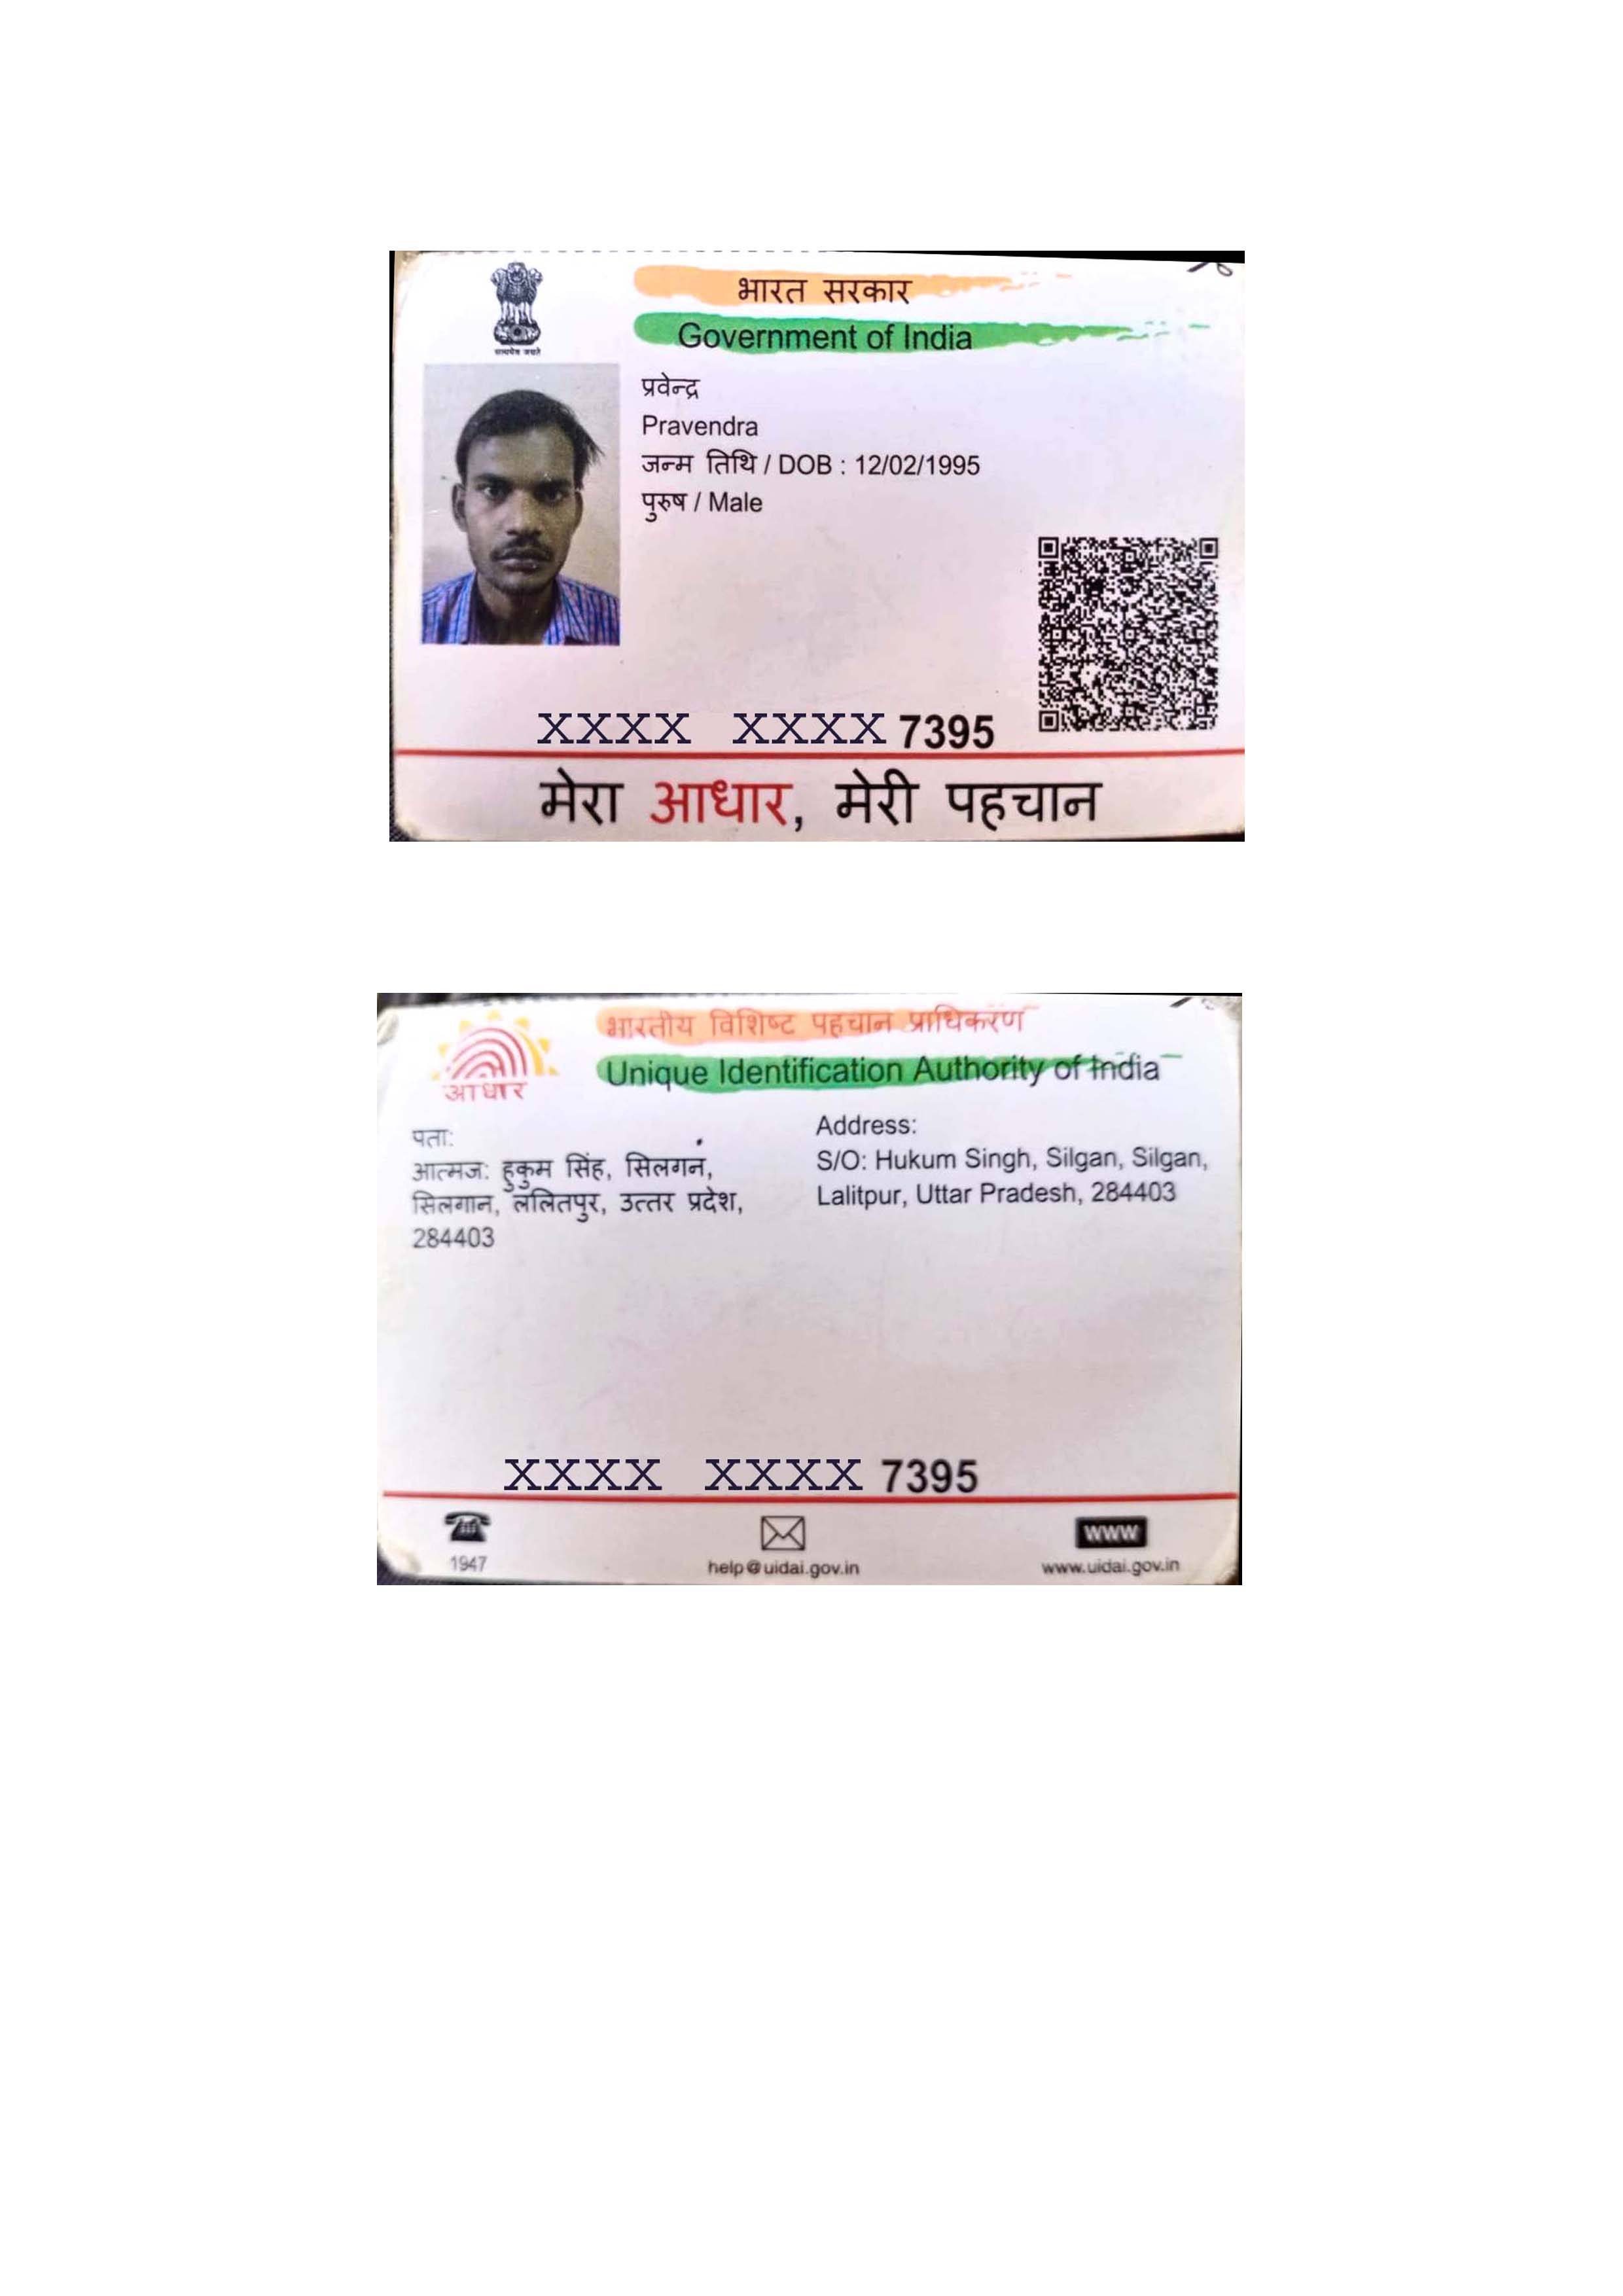 सत्यमेव जयते
भारत सरकार
Government of India
प्रवेन्द्र
Pravendra
जन्म तिथि / DOB : 12/02/1995
पुरुष / Male
XXXX XXXX 7395
मेरा आधार, मेरी पहचान
भारतीय विशिष्ट पहचान प्राधिकरण
Unique Identification Authority of India
आधार
पता:
आत्मज: हुकुम सिंह, सिलगन,
सिलगान, ललितपुर, उत्तर प्रदेश,
284403
Address:
S/O: Hukum Singh, Silgan, Silgan,
Lalitpur, Uttar Pradesh, 284403
XXXX XXXX 7395
1947
help@uidai.gov.in
WWW
www.uidai.gov.in